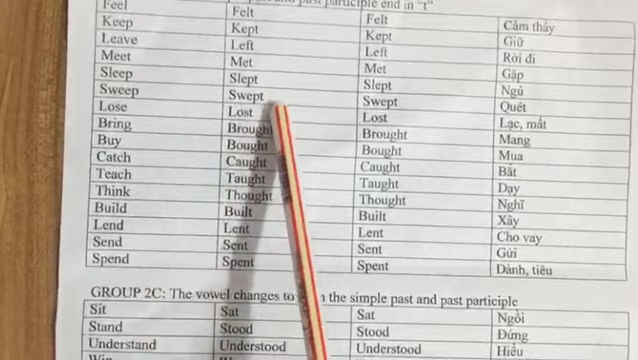 past participle end in "t"
Feel Felt Felt Cảm thấy
Keep Kept Kept Giữ
Leave Left Left Rời đi
Meet Met Met Gặp
Sleep Slept Slept Ngủ
Sweep Swept Swept Quét
Lose Lost Lost Lạc, mất
Bring Brought Brought Mang
Buy Bought Bought Mua
Catch Caught Caught Bắt
Teach Taught Taught Dạy
Think Thought Thought Nghĩ
Build Built Built Xây
Lend Lent Lent Cho vay
Send Sent Sent Gửi
Spend Spent Spent Dành, tiêu
GROUP 2C: The vowel changes to the simple past and past participle
Sit Sat Sat Ngồi
Stand Stood Stood Đứng
Understand Understood Understood Hiểu